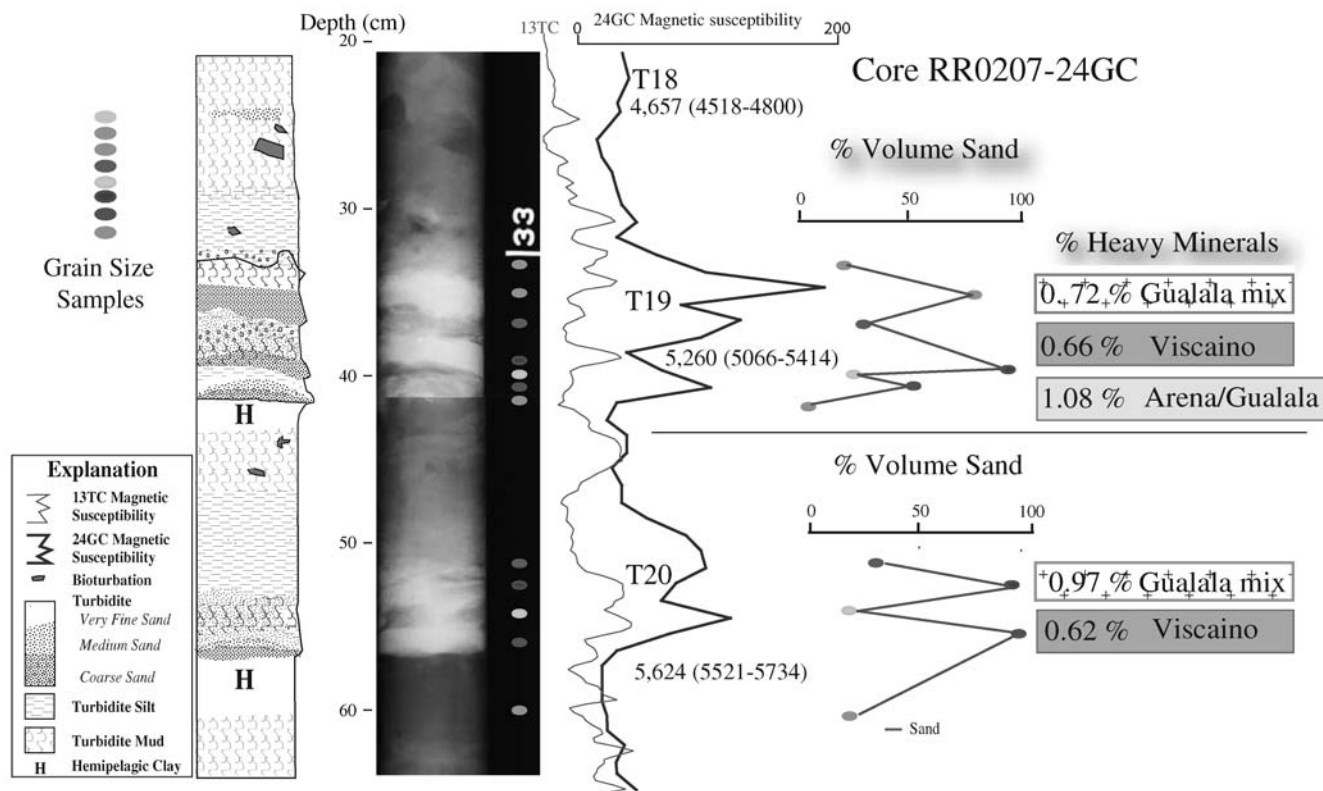 Depth (cm)
13TC
24GC Magnetic susceptibility
0
200
20
30
40
50
60
Core RR0207-24GC
T18
4,657 (4518-4800)
T19
5,260 (5066-5414)
T20
5,624 (5521-5734)
33
Grain Size
Samples
H
H
% Volume Sand
0
50
100
% Heavy Minerals
0.72 % Gualala mix
0.66 % Viscaino
1.08 % Arena/Gualala
% Volume Sand
0
50
100
0.97 % Gualala mix
0.62 % Viscaino
Sand
Explanation
13TC Magnetic
Susceptibility
24GC Magnetic
Susceptibility
Bioturbation
Turbidite
Very Fine Sand
Medium Sand
Coarse Sand
Turbidite Silt
Turbidite Mud
H Hemipelagic Clay